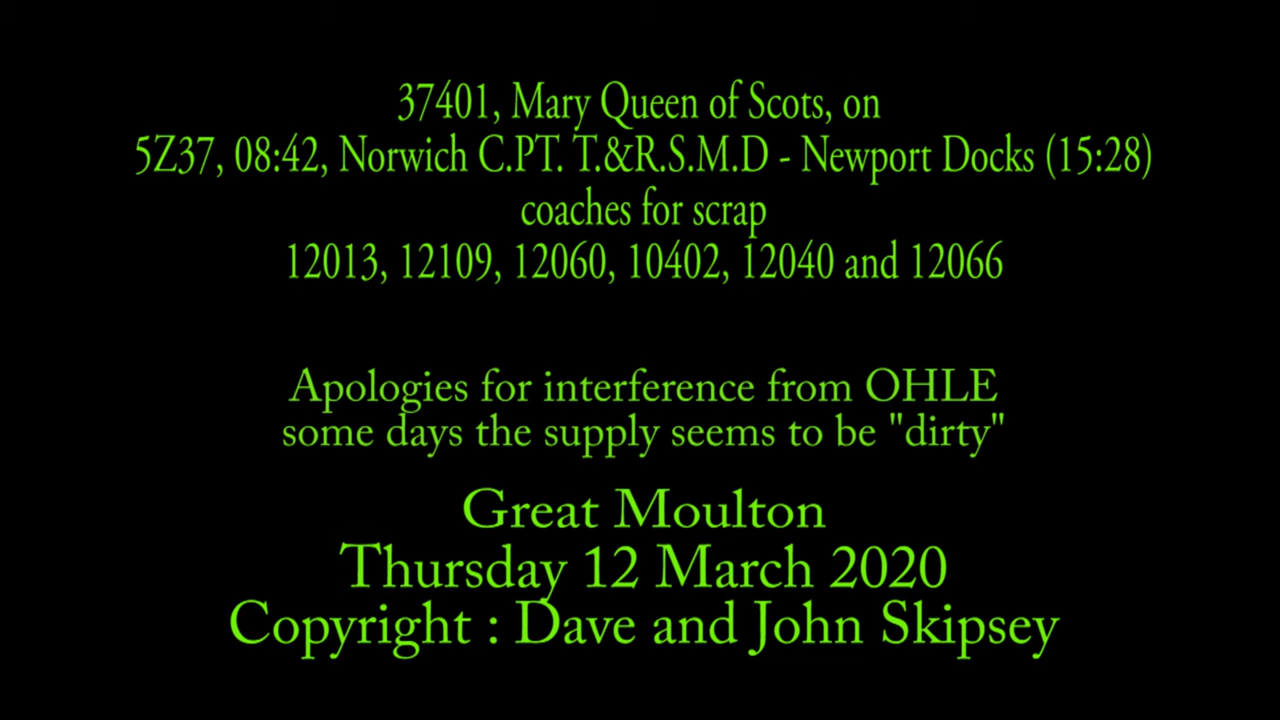 37401, Mary Queen of Scots, on
5Z37, 08:42, Norwich C.PT. T.&R.S.M.D - Newport Docks (15:28)
coaches for scrap
12013, 12109, 12060, 10402, 12040 and 12066
Apologies for interference from OHLE
some days the supply seems to be "dirty"
Great Moulton
Thursday 12 March 2020
Copyright : Dave and John Skipsey